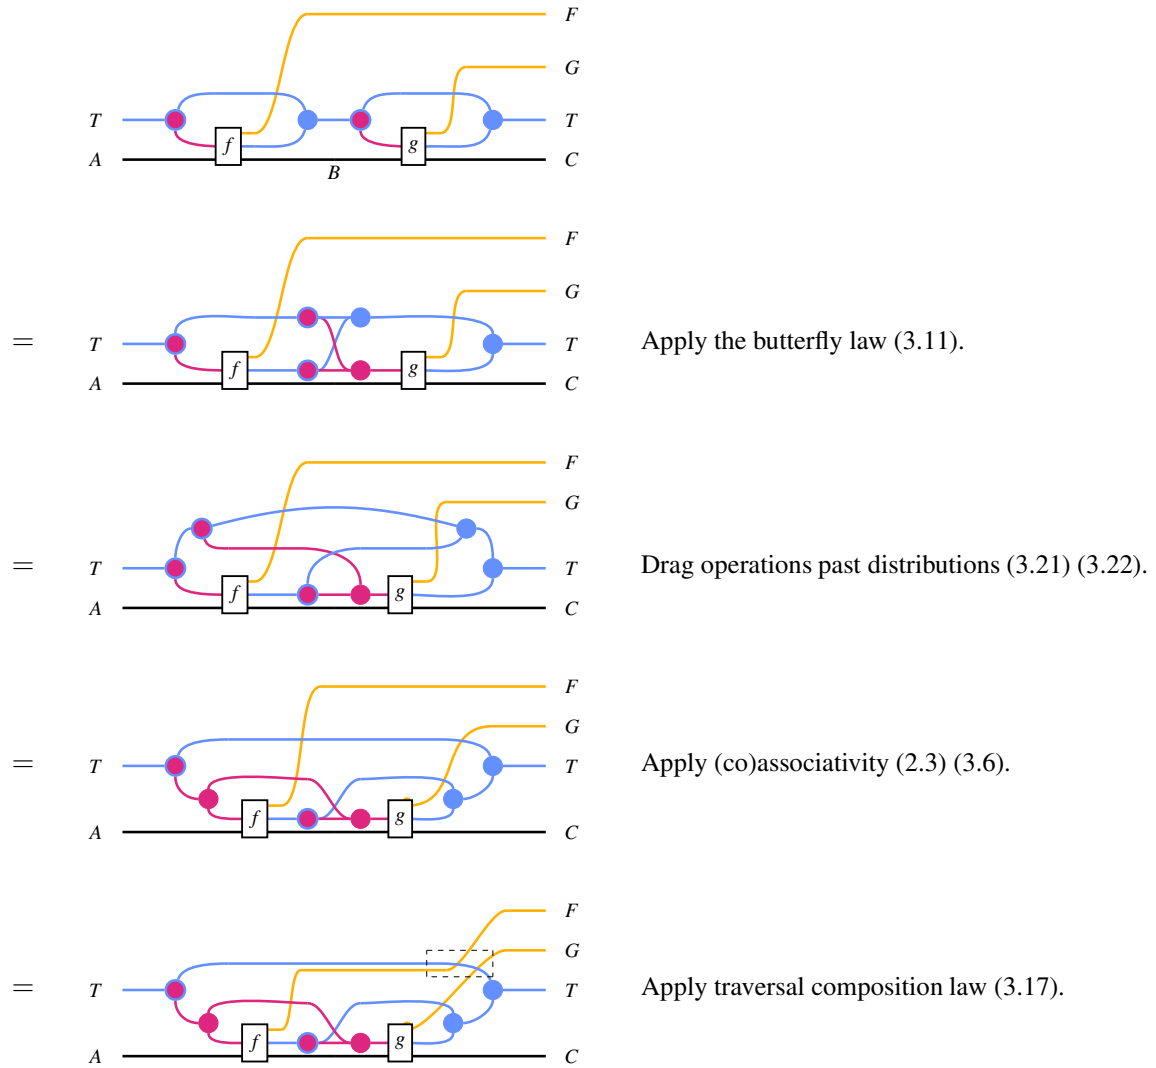 F
G
T f g T
A B C
F
G
= T f g T Apply the butterfly law (3.11).
A C
F
G
= T f g T Drag operations past distributions (3.21) (3.22).
A C
F
G
= T f g T Apply (co)associativity (2.3) (3.6).
A C
F
G
= T f g T Apply traversal composition law (3.17).
A C